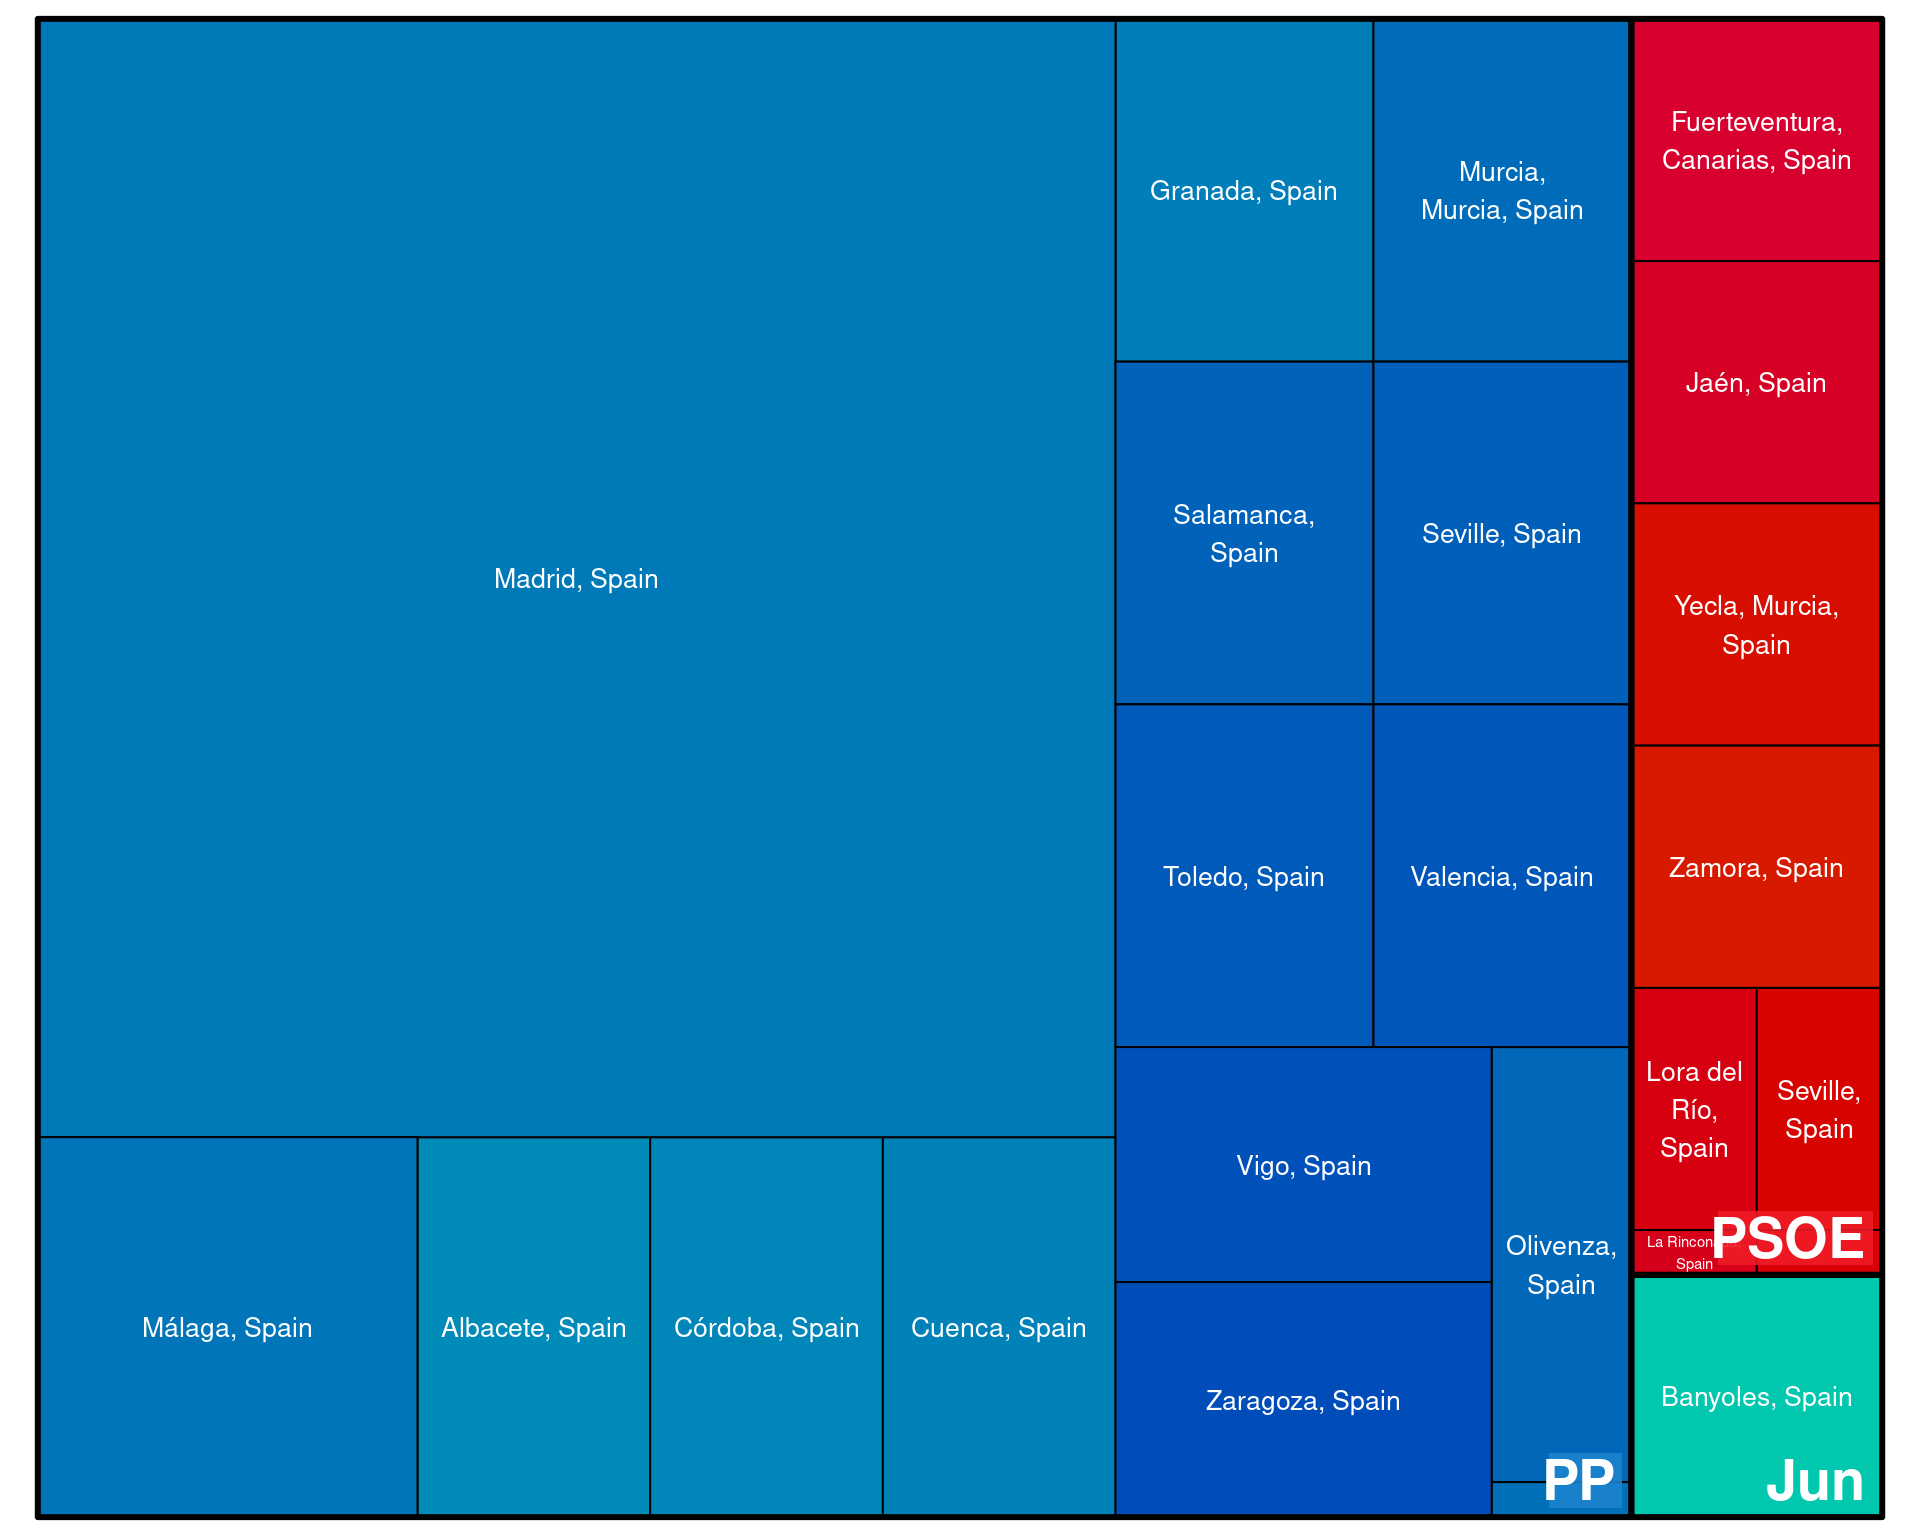 Madrid, Spain
Granada, Spain
Murcia,
Murcia, Spain
Salamanca,
Spain
Seville, Spain
Toledo, Spain
Valencia, Spain
Málaga, Spain
Albacete, Spain
Córdoba, Spain
Cuenca, Spain
Vigo, Spain
Zaragoza, Spain
Olivenza,
Spain
PP
Fuerteventura,
Canarias, Spain
Jaén, Spain
Yecla, Murcia,
Spain
Zamora, Spain
Lora del
Río,
Spain
Seville,
Spain
La
Spain
PSOE
Banyoles, Spain
Jun